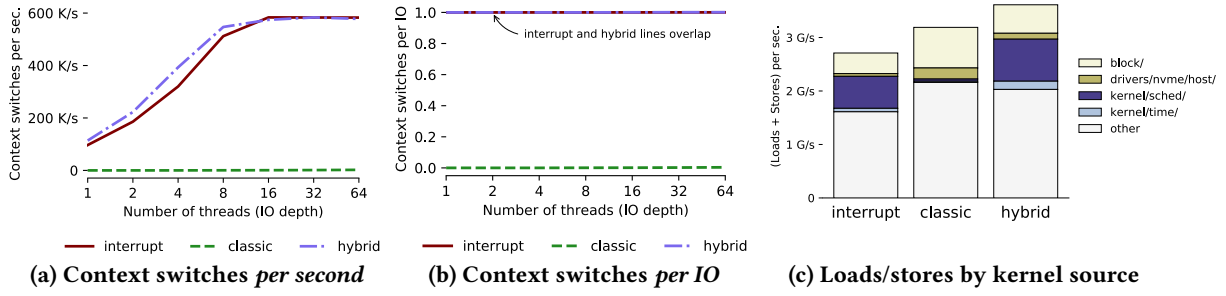 600 K/s
400 K/s
200 K/s
0
Context switches per sec.
1 2 4 8 16 32 64
Number of threads (IO depth)
interrupt classic hybrid
(a) Context switches per second
1.0
0.8
0.6
0.4
0.2
0.0
Context switches per IO
interrupt and hybrid lines overlap
1 2 4 8 16 32 64
Number of threads (IO depth)
interrupt classic hybrid
(b) Context switches per IO
3 G/s
2 G/s
1 G/s
0
(Loads + Stores) per sec.
interrupt classic hybrid
block/
drivers/nvme/host/
kernel/sched/
kernel/time/
other
(c) Loads/stores by kernel source